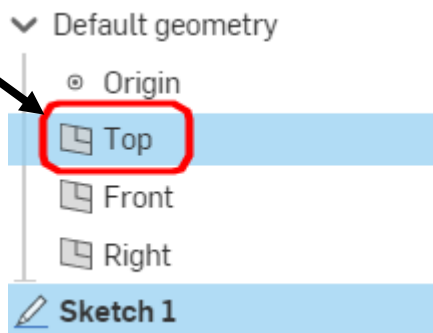 Default geometry
Origin
Top
Front
Right
Sketch 1